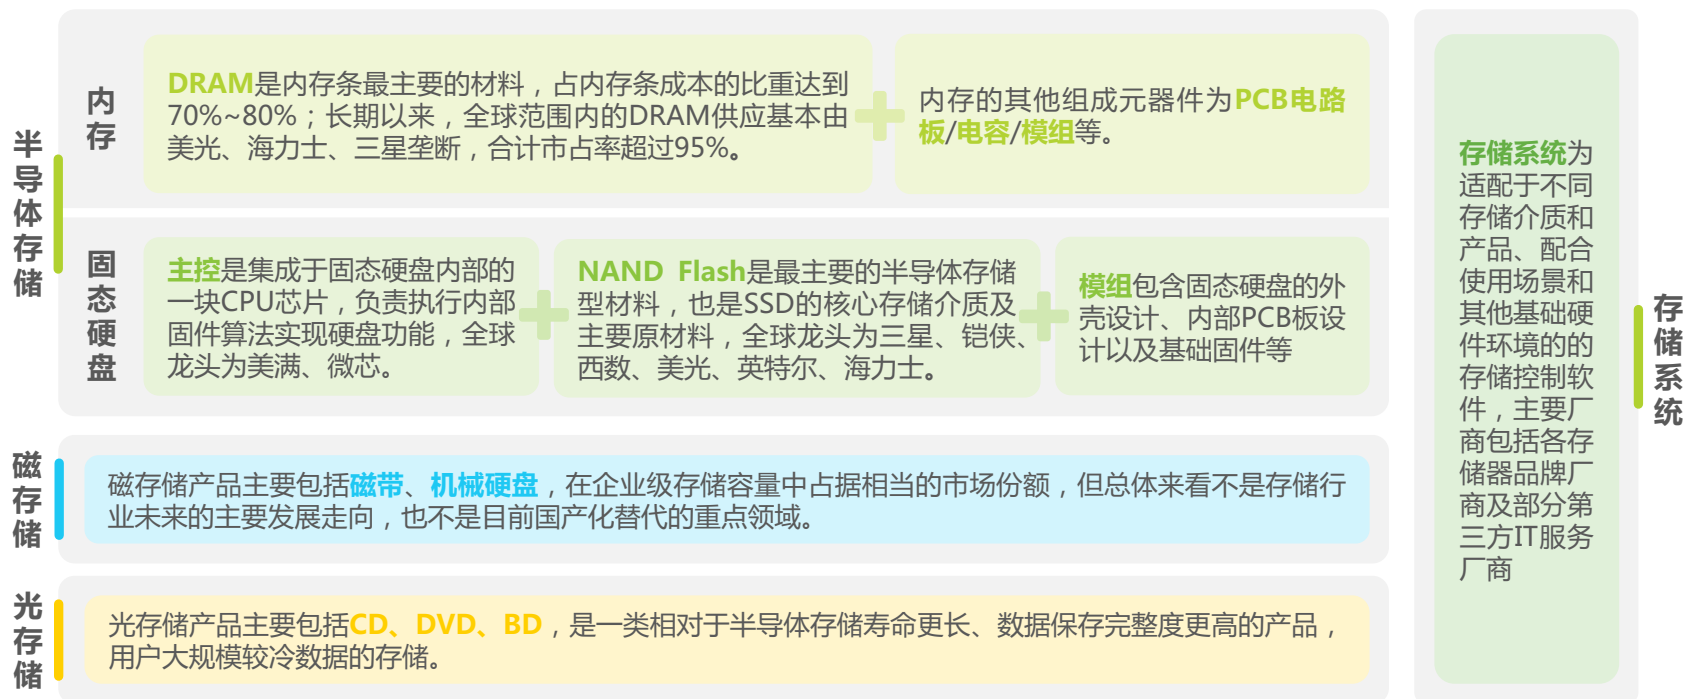 半导体存储
内存
DRAM是内存条最主要的材料，占内存条成本的比重达到
70%~80%；长期以来，全球范围内的DRAM供应基本由
美光、海力士、三星垄断，合计市占率超过95%。
内存的其他组成元器件为PCB电路
板/电容/模组等。
固态硬盘
主控是集成于固态硬盘内部的
一块CPU芯片，负责执行内部
固件算法实现硬盘功能，全球
龙头为美满、微芯。
NAND Flash是最主要的半导体存储
型材料，也是SSD的核心存储介质及
主要原材料，全球龙头为三星、铠侠、
西数、美光、英特尔、海力士。
模组包含固态硬盘的外
壳设计、内部PCB板设
计以及基础固件等
磁存储
磁存储产品主要包括磁带、机械硬盘，在企业级存储容量中占据相当的市场份额，但总体来看不是存储行
业未来的主要发展走向，也不是目前国产化替代的重点领域。
光存储
光存储产品主要包括CD、DVD、BD，是一类相对于半导体存储寿命更长、数据保存完整度更高的产品，
用户大规模较冷数据的存储。
存储系统为
适配于不同
存储介质和
产品、配合
使用场景和
其他基础硬
件环境的的
存储控制软
件，主要厂
商包括各存
储器品牌厂
商及部分第
三方IT服务
厂商
存储系统